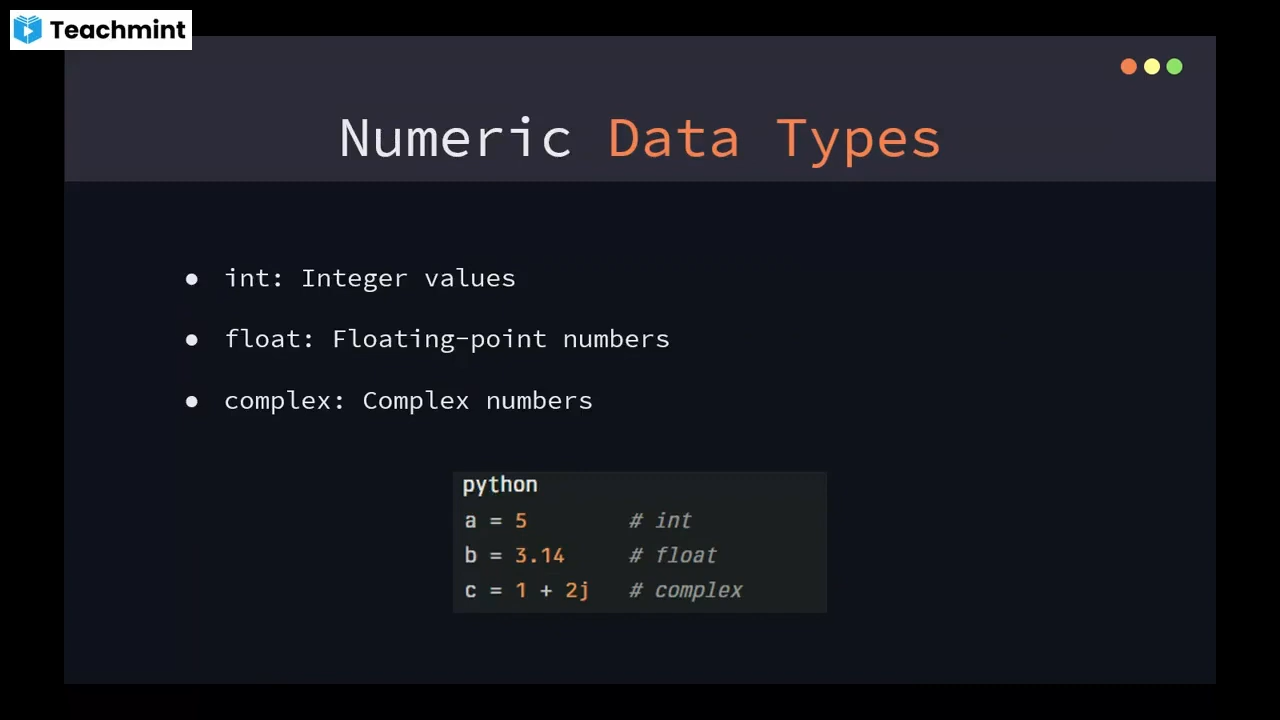 Teachmint
Numeric Data Types
● int: Integer values
● float: Floating-point numbers
● complex: Complex numbers
python
a = 5 # int
b = 3.14 # float
c = 1 + 2j # complex